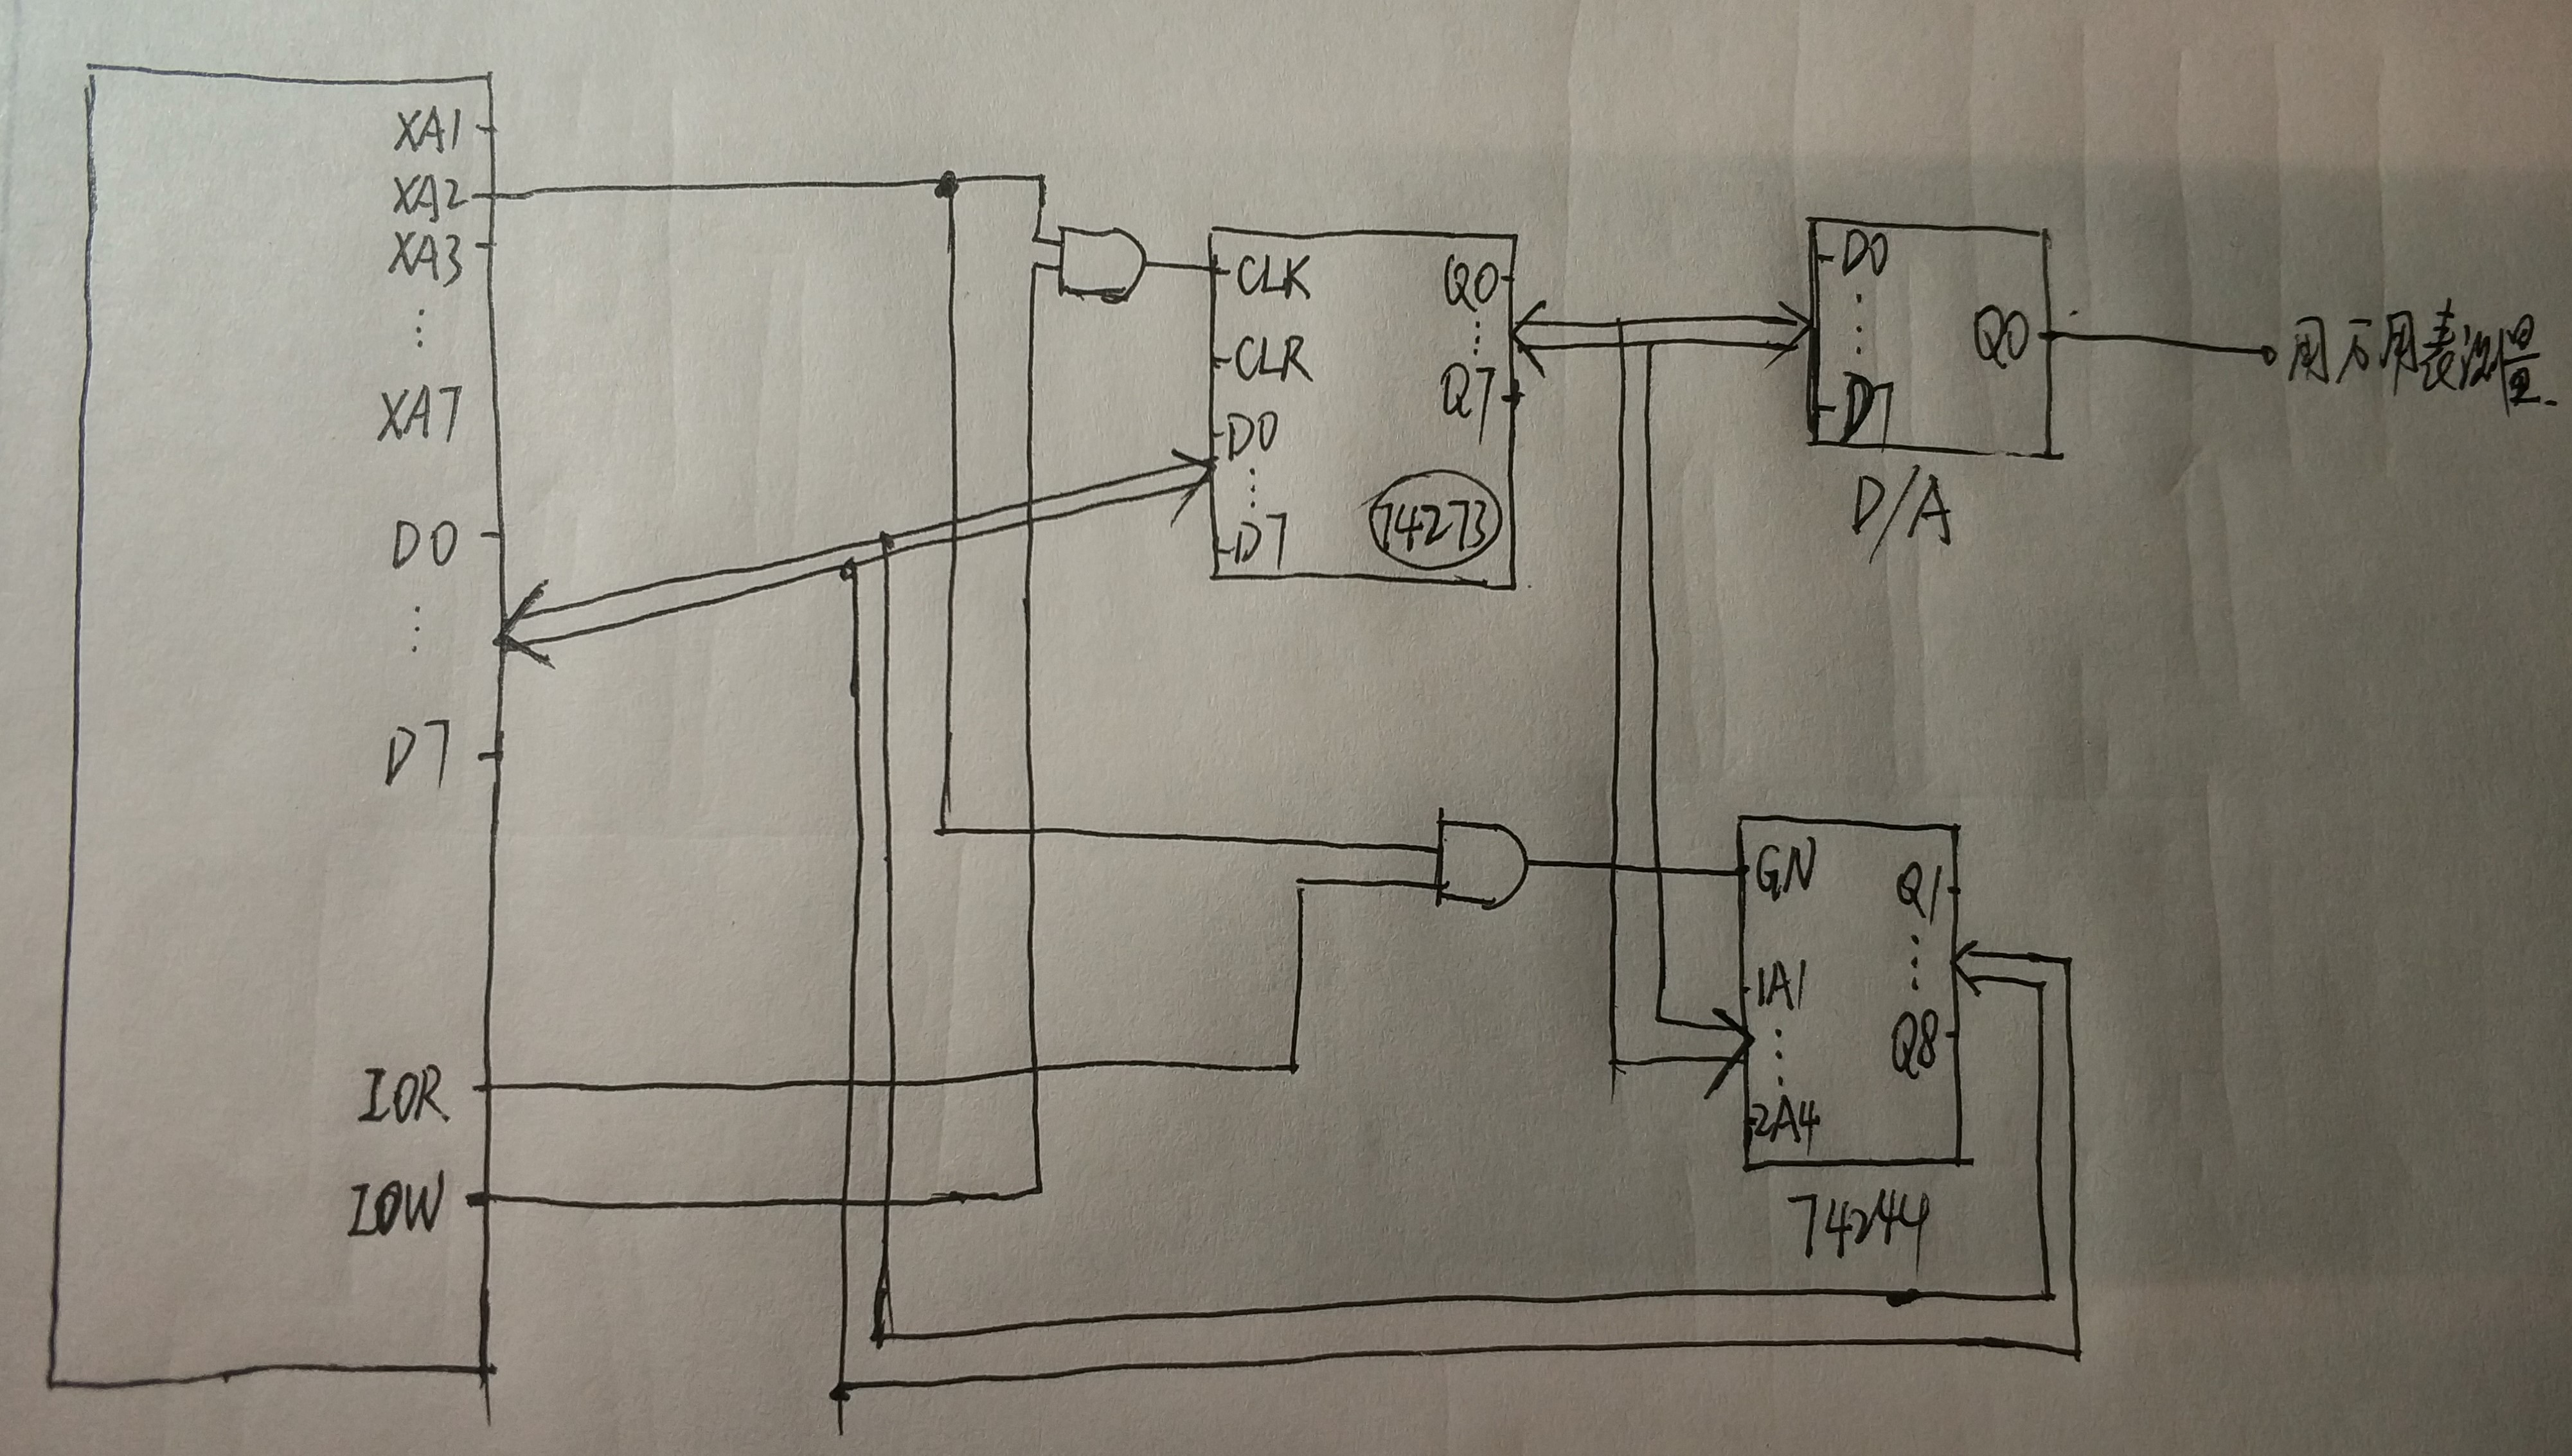 XA1
XA2
XA3
⋮
XA7
D0
⋮
D7
IOR
IOW
CLK
CLR
D0
⋮
D7
Q0
⋮
Q7
74273
D0
⋮
D7
Q0
D/A
用万用表测量.
GN
1A1
⋮
2A4
Q1
⋮
Q8
74244